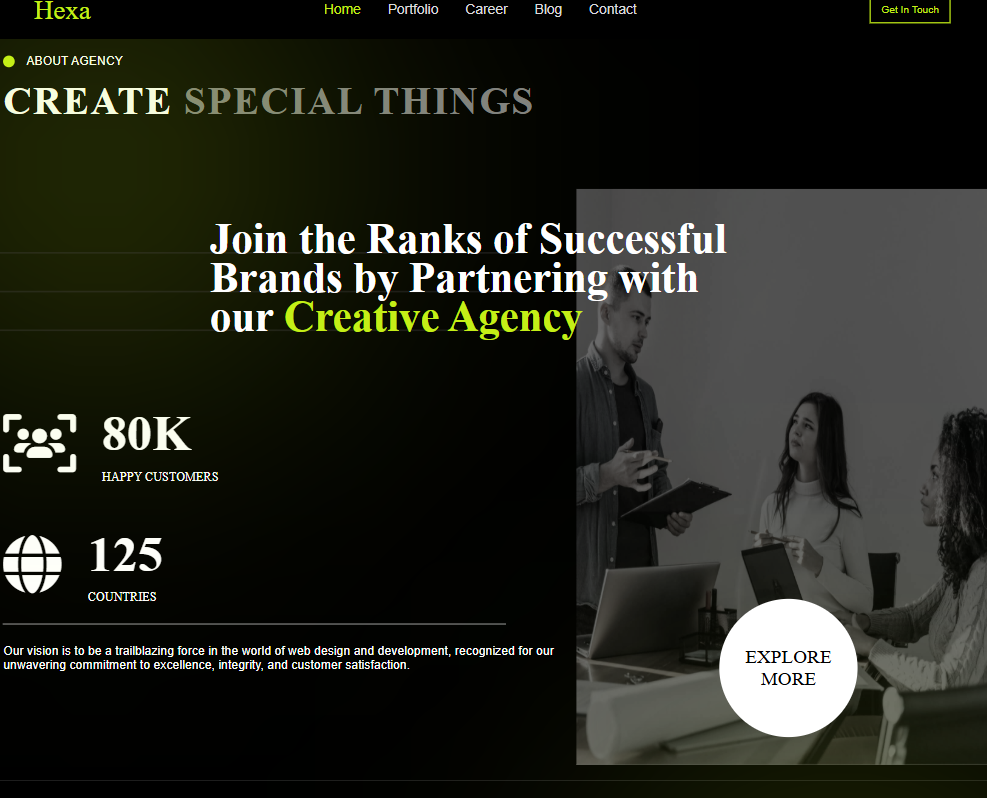 Hexa
Home Portfolio Career Blog Contact
Get In Touch
ABOUT AGENCY
CREATE SPECIAL THINGS
Join the Ranks of Successful
Brands by Partnering with
our Creative Agency
80K
HAPPY CUSTOMERS
125
COUNTRIES
Our vision is to be a trailblazing force in the world of web design and development, recognized for our
unwavering commitment to excellence, integrity, and customer satisfaction.
EXPLORE
MORE